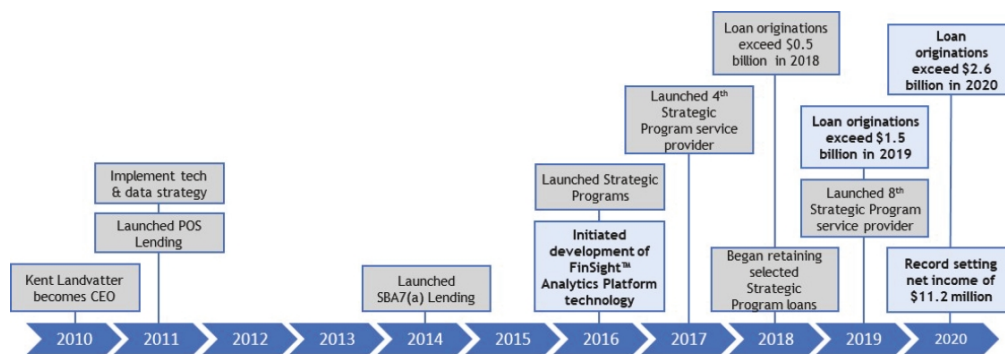 Kent Landvatter
becomes CEO
Implement tech
& data strategy
Launched POS
Lending
Launched
SBA7(a) Lending
Launched Strategic
Programs
Initiated
development of
FinSight™
Analytics Platform
technology
Launched 4th
Strategic
Program service
provider
Loan originations
exceed $0.5
billion in 2018
Began retaining
selected
Strategic
Program loans
Loan originations
exceed $1.5
billion in 2019
Launched 8th
Strategic Program
service provider
Loan
originations
exceed $2.6
billion in 2020
Record setting
net income of
$11.2 million
2010
2011
2012
2013
2014
2015
2016
2017
2018
2019
2020